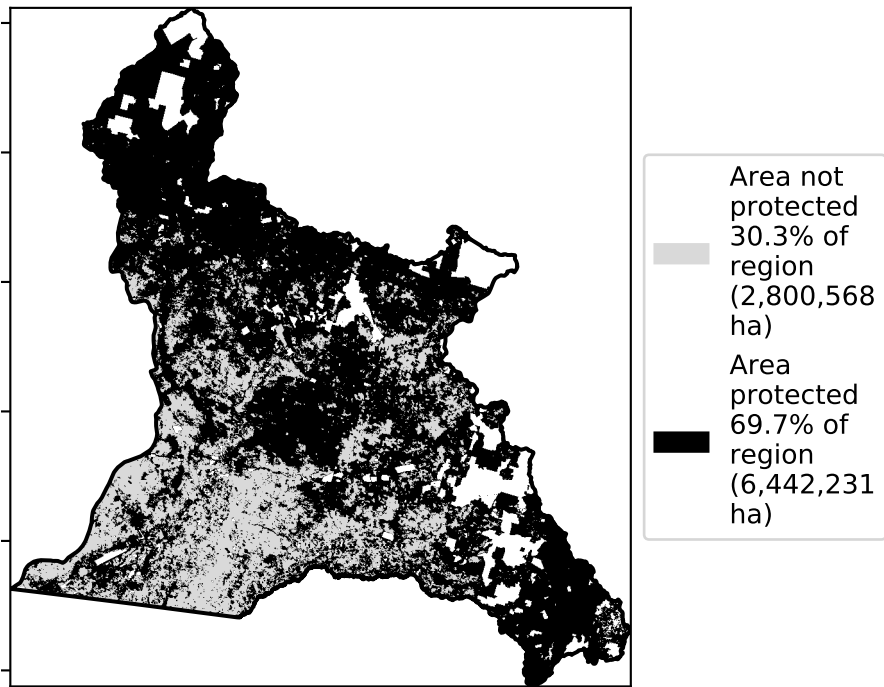 Area not
protected
30.3% of
region
(2,800,568
ha)
Area
protected
69.7% of
region
(6,442,231
ha)